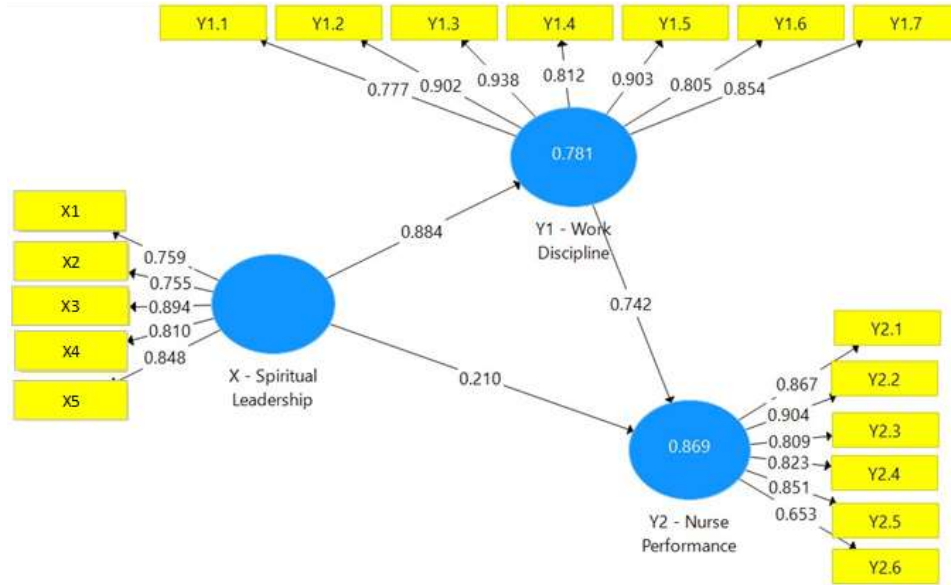 Y1.1
Y1.2
Y1.3
Y1.4
Y1.5
Y1.6
Y1.7
0.777
0.902
0.938
0.812
0.903
0.805
0.854
0.781
Y1 - Work
Discipline
X1
X2
X3
X4
X5
0.759
0.755
0.894
0.810
0.848
X - Spiritual
Leadership
0.884
0.742
0.210
0.869
Y2 - Nurse
Performance
0.867
0.904
0.809
0.823
0.851
0.653
Y2.1
Y2.2
Y2.3
Y2.4
Y2.5
Y2.6